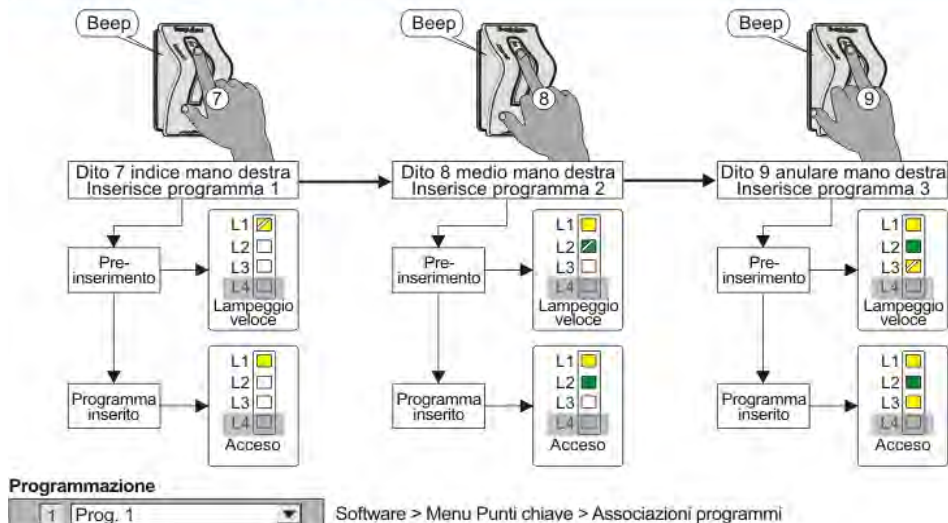 Beep
Beep
Beep
7
8
9
Dito 7 indice mano destra
Inserisce programma 1
Dito 8 medio mano destra
Inserisce programma 2
Dito 9 anulare mano destra
Inserisce programma 3
Pre-
inserimento
L1
L2
L3
L4
Lampeggio
veloce
Pre-
inserimento
L1
L2
L3
L4
Lampeggio
veloce
Pre-
inserimento
L1
L2
L3
L4
Lampeggio
veloce
Programma
inserito
L1
L2
L3
L4
Acceso
Programma
inserito
L1
L2
L3
L4
Acceso
Programma
inserito
L1
L2
L3
L4
Acceso
Programmazione
1 Prog. 1 Software > Menu Punti chiave > Associazioni programmi